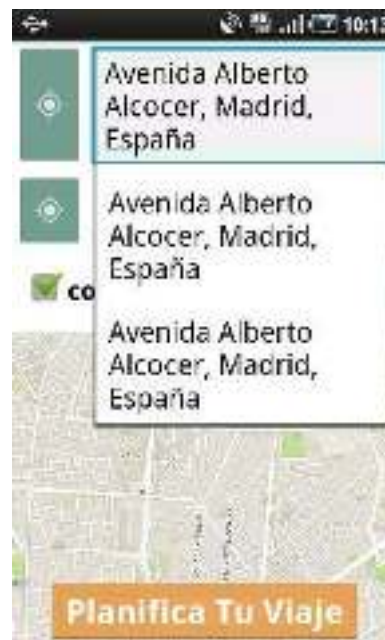 10:13
Avenida Alberto
Alcocer, Madrid,
España
Avenida Alberto
Alcocer, Madrid,
España
co
Avenida Alberto
Alcocer, Madrid,
España
Planifica Tu Viaje